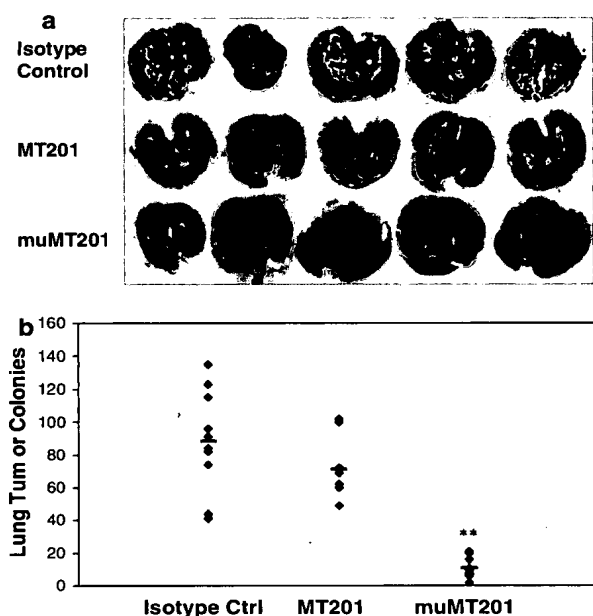 a
Isotype
Control
MT201
muMT201
b
160
140
120
100
80
60
40
20
0
Lung Tum or Colonies
**
Isotype Ctrl MT201 muMT201